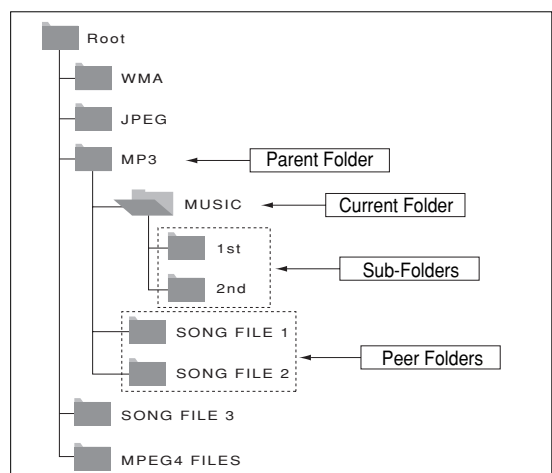 Root
WMA
JPEG
MP3
Parent Folder
MUSIC
Current Folder
1st
Sub-Folders
2nd
SONG FILE 1
Peer Folders
SONG FILE 2
SONG FILE 3
MPEG4 FILES